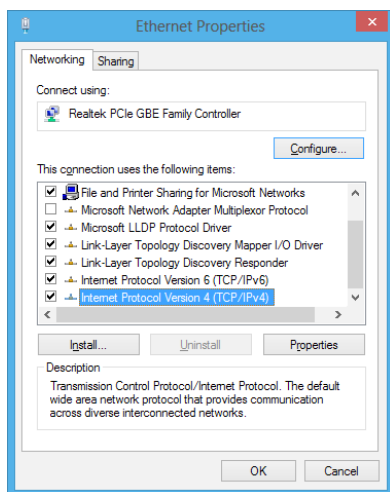 Ethernet Properties
Networking Sharing
Connect using:
Realtek PCIe GBE Family Controller
Configure...
This connection uses the following items:
File and Printer Sharing for Microsoft Networks
Microsoft Network Adapter Multiplexor Protocol
Microsoft LLDP Protocol Driver
Link-Layer Topology Discovery Mapper I/O Driver
Link-Layer Topology Discovery Responder
Internet Protocol Version 6 (TCP/IPv6)
Internet Protocol Version 4 (TCP/IPv4)
Install... Uninstall Properties
Description
Transmission Control Protocol/Internet Protocol. The default
wide area network protocol that provides communication
across diverse interconnected networks.
OK Cancel